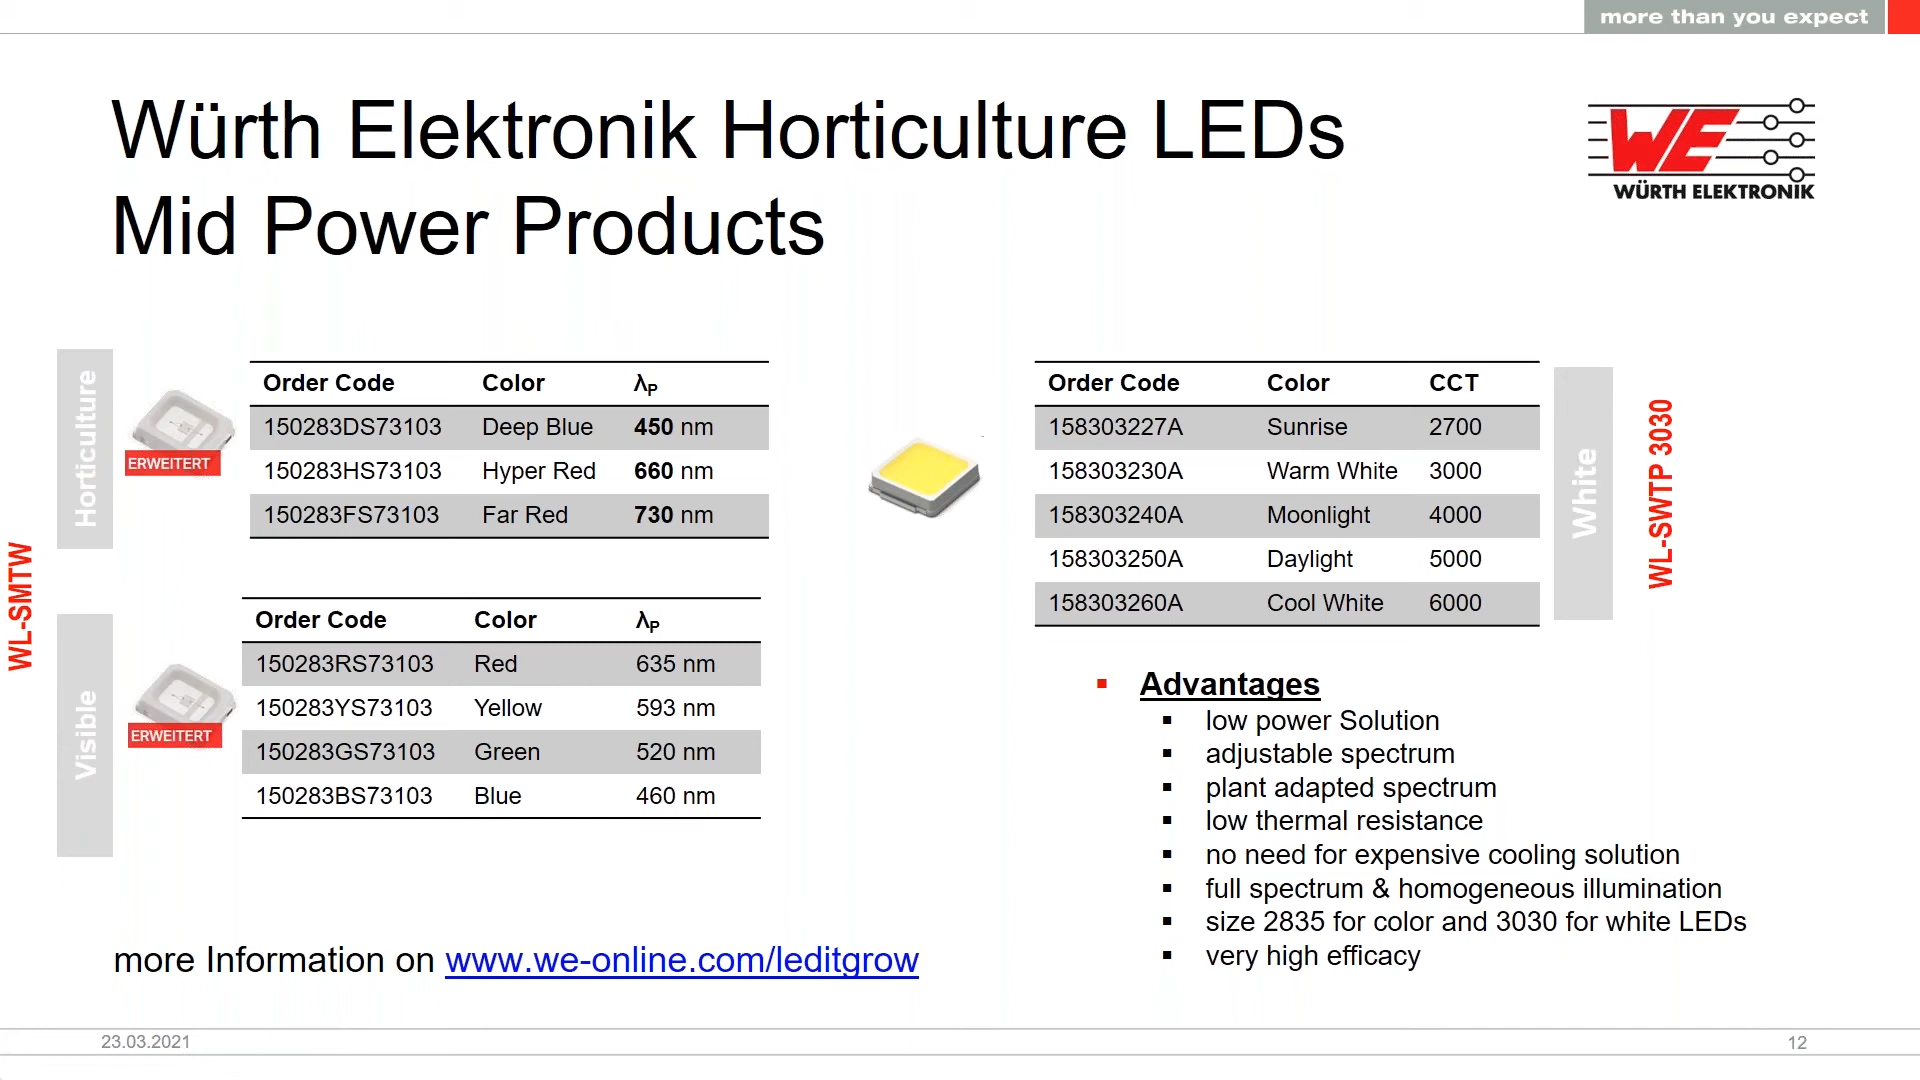 more than you expect
Würth Elektronik Horticulture LEDs
Mid Power Products
WE
WÜRTH ELEKTRONIK
WL-SMTW
Horticulture
ERWEITERT
Order Code Color λP
150283DS73103 Deep Blue 450 nm
150283HS73103 Hyper Red 660 nm
150283FS73103 Far Red 730 nm
Visible
ERWEITERT
Order Code Color λP
150283RS73103 Red 635 nm
150283YS73103 Yellow 593 nm
150283GS73103 Green 520 nm
150283BS73103 Blue 460 nm
Order Code Color CCT
158303227A Sunrise 2700
158303230A Warm White 3000
158303240A Moonlight 4000
158303250A Daylight 5000
158303260A Cool White 6000
White
WL-SWTP 3030
▪ Advantages
▪ low power Solution
▪ adjustable spectrum
▪ plant adapted spectrum
▪ low thermal resistance
▪ no need for expensive cooling solution
▪ full spectrum & homogeneous illumination
▪ size 2835 for color and 3030 for white LEDs
▪ very high efficacy
more Information on www.we-online.com/leditgrow
23.03.2021
12